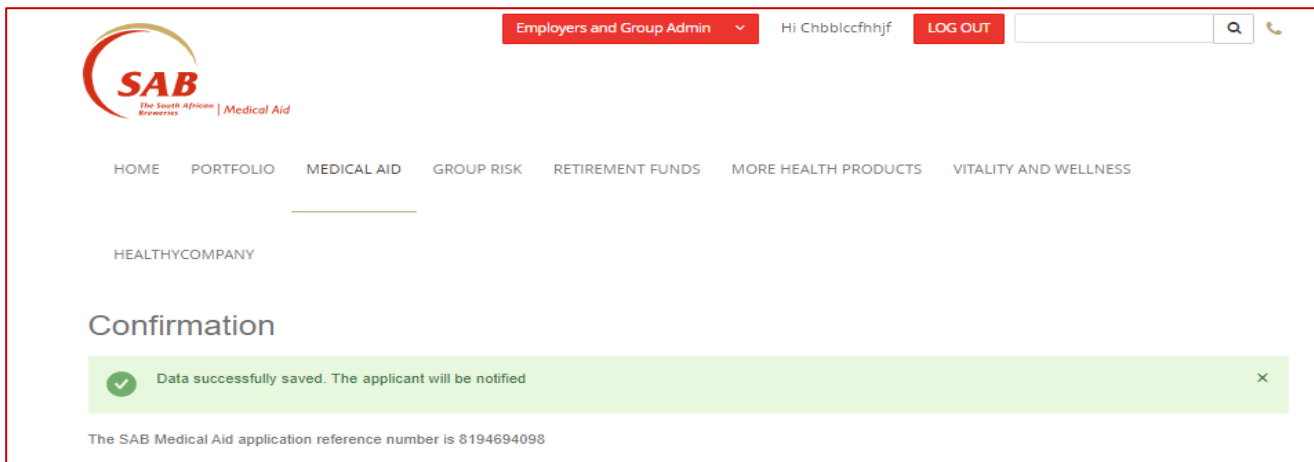 Employers and Group Admin
Hi Chbblccfhhjf
LOG OUT
SAB
The South African
Breweries
Medical Aid
HOME PORTFOLIO MEDICAL AID GROUP RISK RETIREMENT FUNDS MORE HEALTH PRODUCTS VITALITY AND WELLNESS
HEALTHYCOMPANY
Confirmation
Data successfully saved. The applicant will be notified
The SAB Medical Aid application reference number is 8194694098